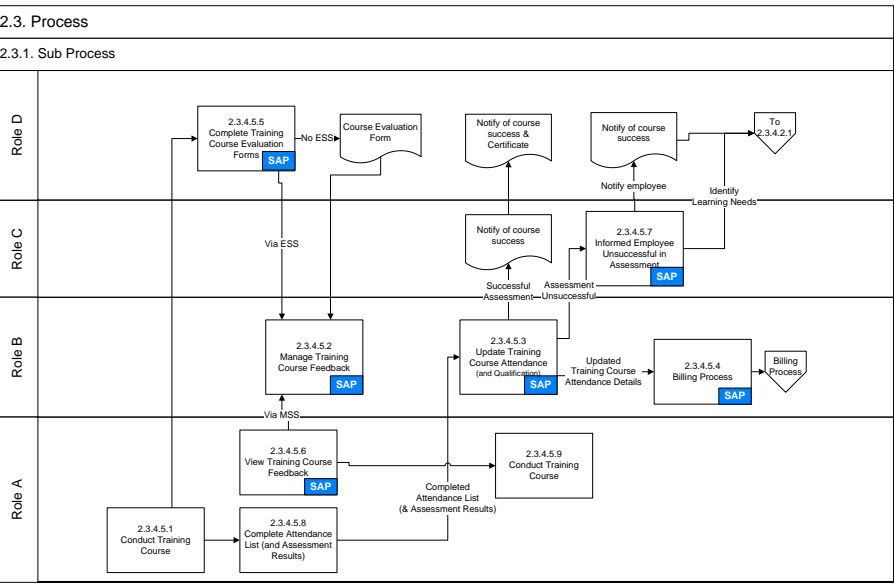 2.3. Process
2.3.1. Sub Process
Role D
2.3.4.5.5
Complete Training
Course Evaluation
Forms
SAP
No ESS
Course Evaluation
Form
Notify of course
success &
Certificate
Notify of course
success
To
2.3.4.2.1
Notify employee
Identify
Learning Needs
Role C
Via ESS
Notify of course
success
2.3.4.5.7
Informed Employee
Unsuccessful in
Assessment
SAP
Successful
Assessment
Assessment
Unsuccessful
Role B
2.3.4.5.2
Manage Training
Course Feedback
SAP
2.3.4.5.3
Update Training
Course Attendance
(and Qualification)
SAP
Updated
Training Course
Attendance Details
2.3.4.5.4
Billing Process
SAP
Billing
Process
Via MSS
Role A
2.3.4.5.6
View Training Course
Feedback
SAP
2.3.4.5.9
Conduct Training
Course
Completed
Attendance List
(& Assessment Results)
2.3.4.5.1
Conduct Training
Course
2.3.4.5.8
Complete Attendance
List (and Assessment
Results)